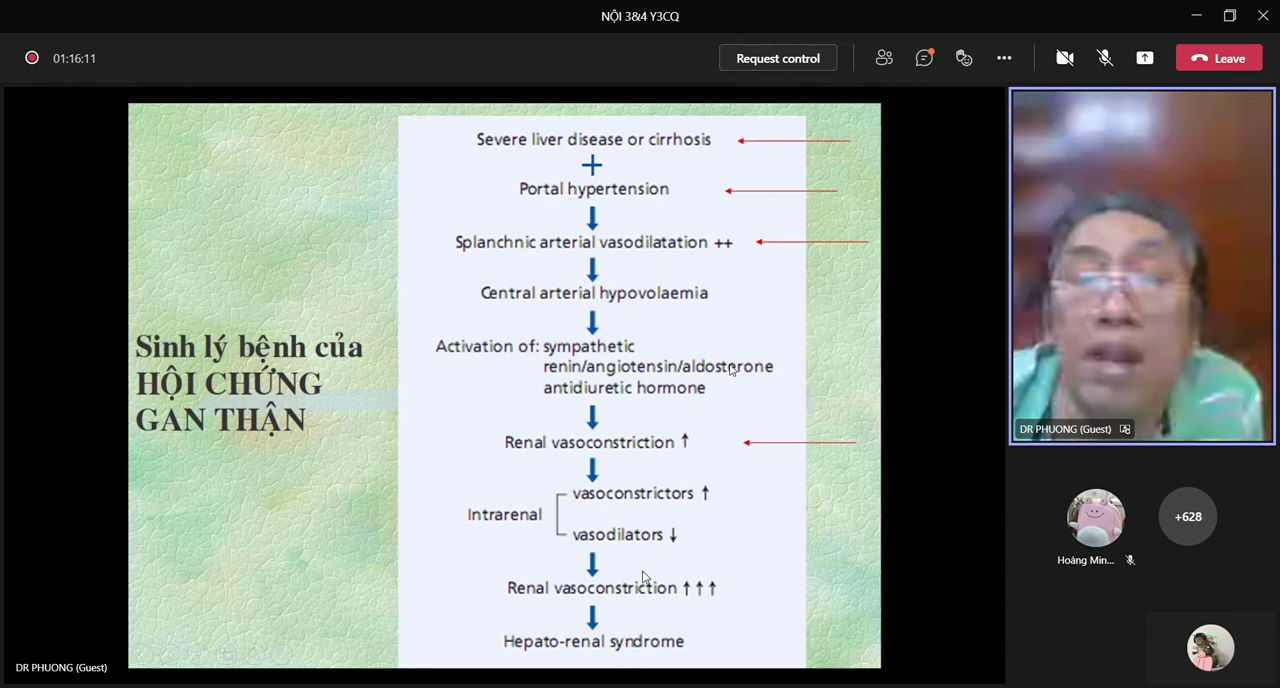 NỘI 3&4 Y3CQ
01:16:11
Request control
Leave
Severe liver disease or cirrhosis
+
Portal hypertension
Splanchnic arterial vasodilatation ++
Central arterial hypovolaemia
Activation of: sympathetic
renin/angiotensin/aldosterone
antidiuretic hormone
Renal vasoconstriction ↑
vasoconstrictors ↑
Intrarenal
vasodilators ↓
Renal vasoconstriction ↑ ↑ ↑
Hepato-renal syndrome
Sinh lý bệnh của
HỘI CHỨNG
GAN THẬN
DR PHUONG (Guest)
Hoàng Min...
+628
DR PHUONG (Guest)